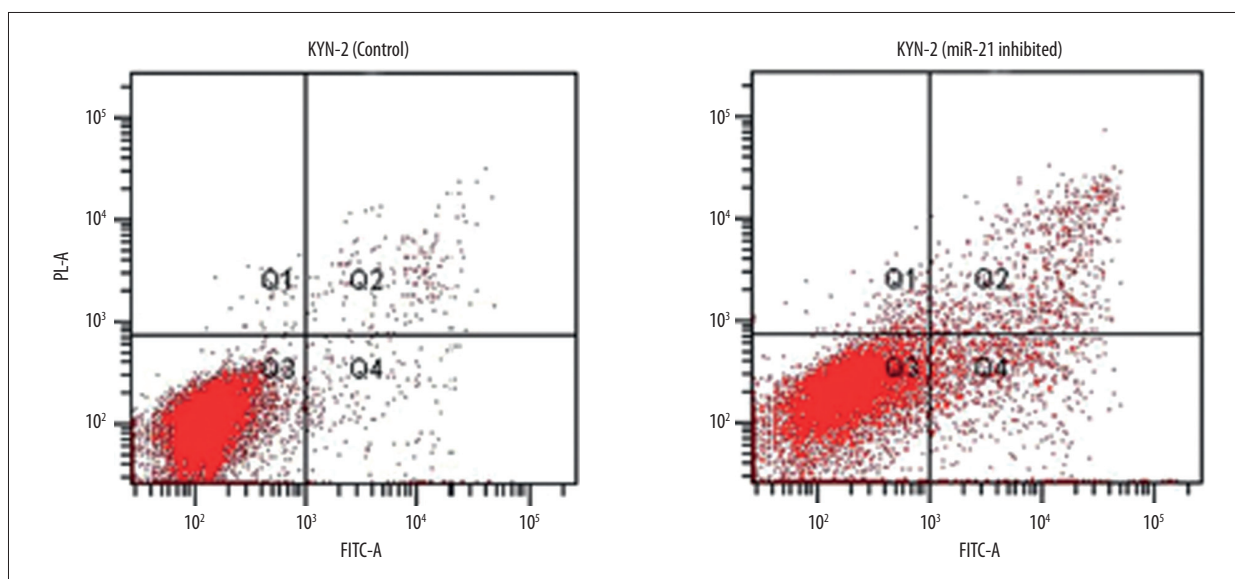 KYN-2 (Control)
10⁵
10⁴
10³
10²
PL-A
Q1
Q2
Q3
Q4
10²
10³
10⁴
10⁵
FITC-A
KYN-2 (miR-21 inhibited)
10⁵
10⁴
10³
10²
Q1
Q2
Q3
Q4
10²
10³
10⁴
10⁵
FITC-A